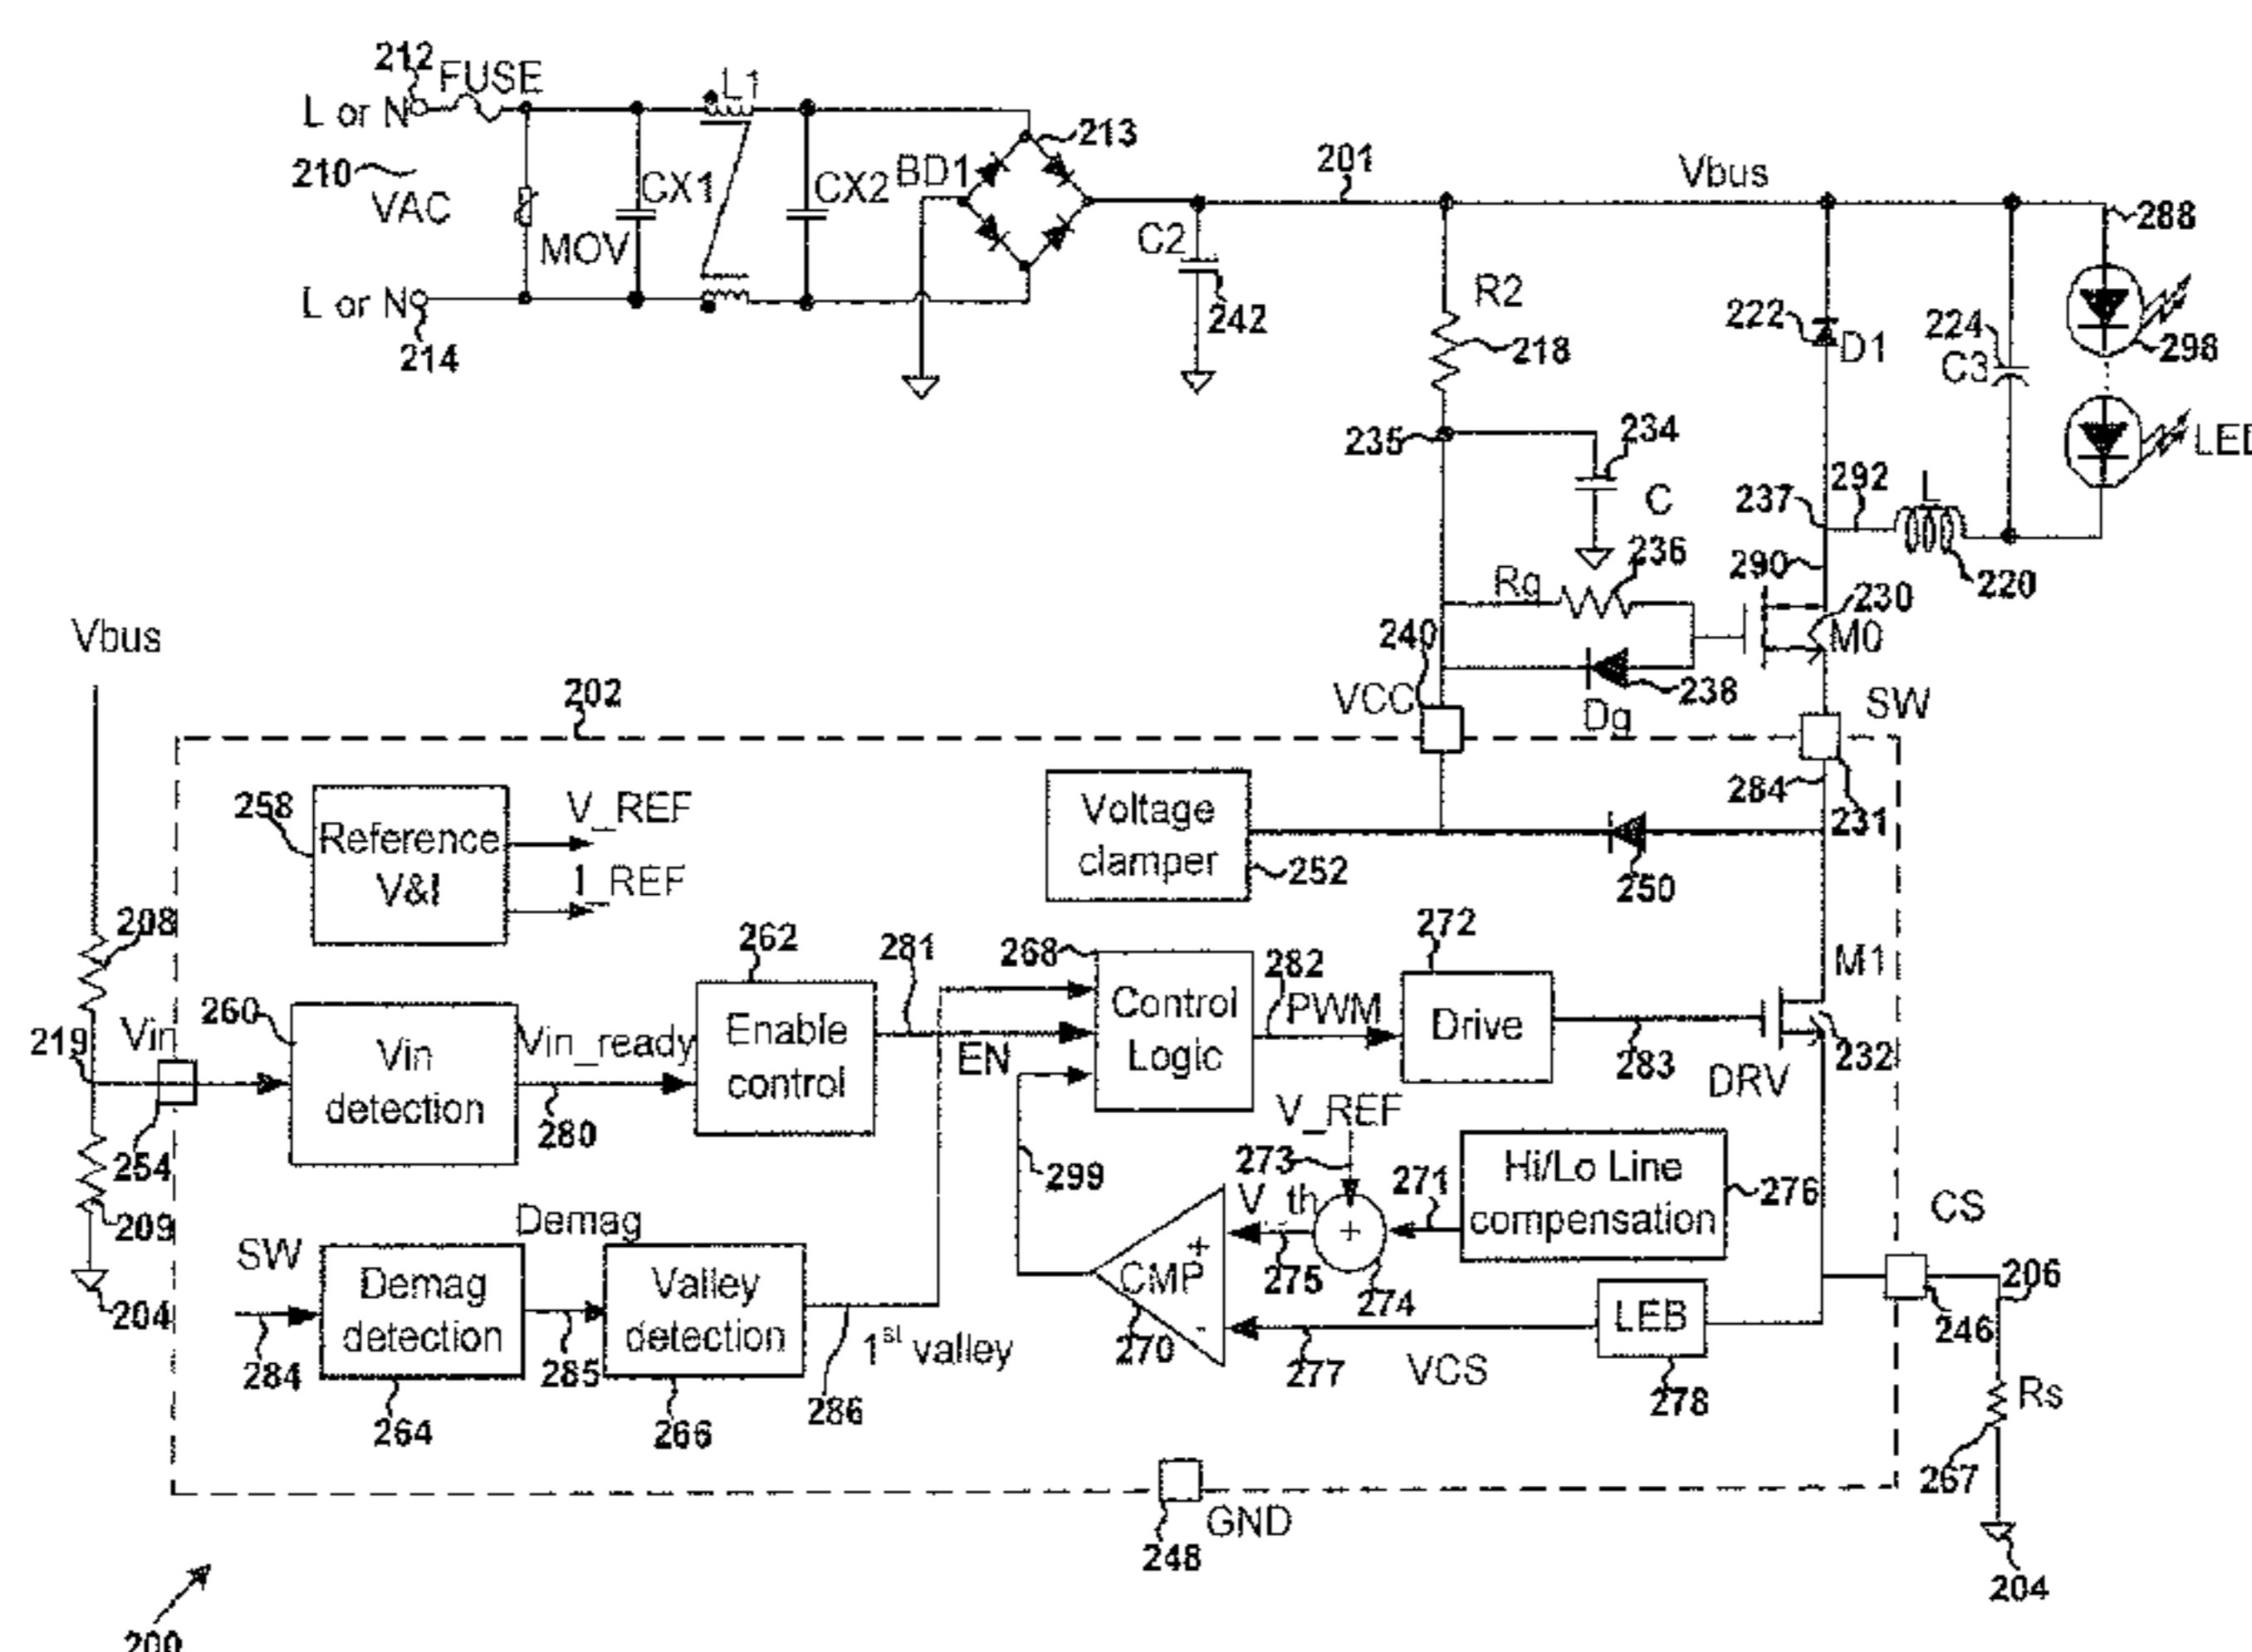 212
FUSE
L or N
L1
210
VAC
MOV
CX1
CX2
BD1
213
201
Vbus
L or N
214
C2
242
R2
218
222
D1
224
C3
288
298
LED
235
234
C
237
292
L
220
290
Rg
236
230
M0
240
VCC
238
Dg
SW
231
284
Vbus
202
258
Reference
V&I
V_REF
I_REF
Voltage
clamper
252
250
208
219
Vin
254
209
204
260
Vin
detection
Vin_ready
280
262
Enable
control
281
EN
268
Control
Logic
282
PWM
272
Drive
283
DRV
M1
232
V_REF
273
V_th
275
274
271
Hi/Lo Line
compensation
276
299
CMP
+
-
+
270
277
VCS
LEB
278
CS
206
246
Rs
267
204
SW
284
Demag
detection
264
Demag
285
Valley
detection
266
286
1st valley
GND
248
200